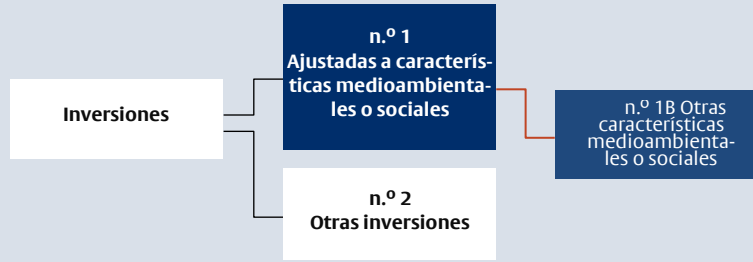 Inversiones
n.º 1
Ajustadas a caracterís-
ticas medioambienta-
les o sociales
n.º 1B Otras
características
medioambienta-
les o sociales
n.º 2
Otras inversiones